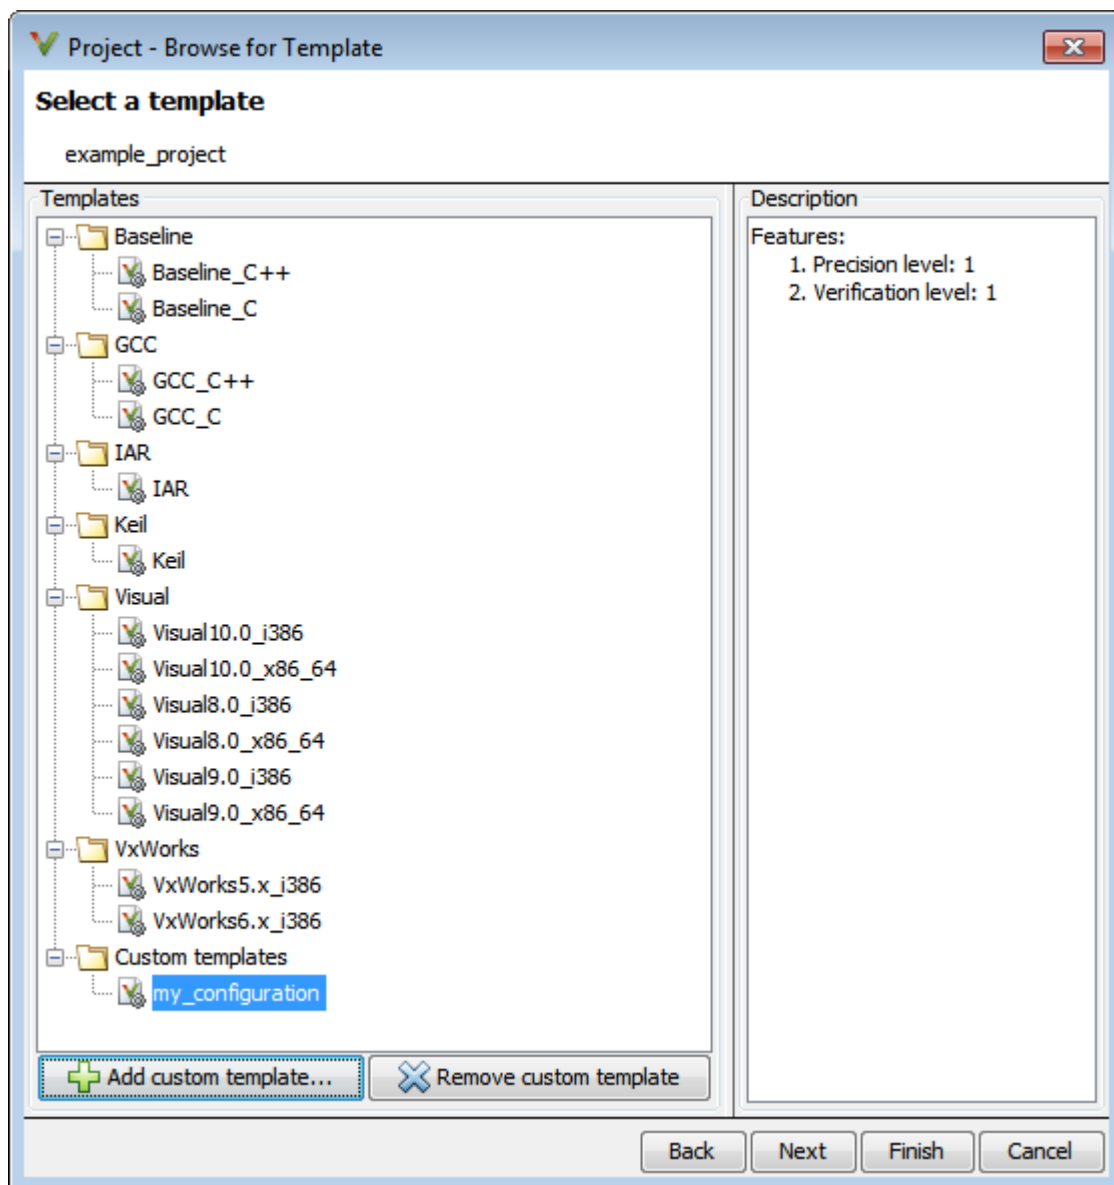 Project - Browse for Template
Select a template
example_project
Templates
Baseline
Baseline_C++
Baseline_C
GCC
GCC_C++
GCC_C
IAR
IAR
Keil
Keil
Visual
Visual10.0_i386
Visual10.0_x86_64
Visual8.0_i386
Visual8.0_x86_64
Visual9.0_i386
Visual9.0_x86_64
VxWorks
VxWorks5.x_i386
VxWorks6.x_i386
Custom templates
my_configuration
Add custom template...
Remove custom template
Description
Features:
1. Precision level: 1
2. Verification level: 1
Back
Next
Finish
Cancel